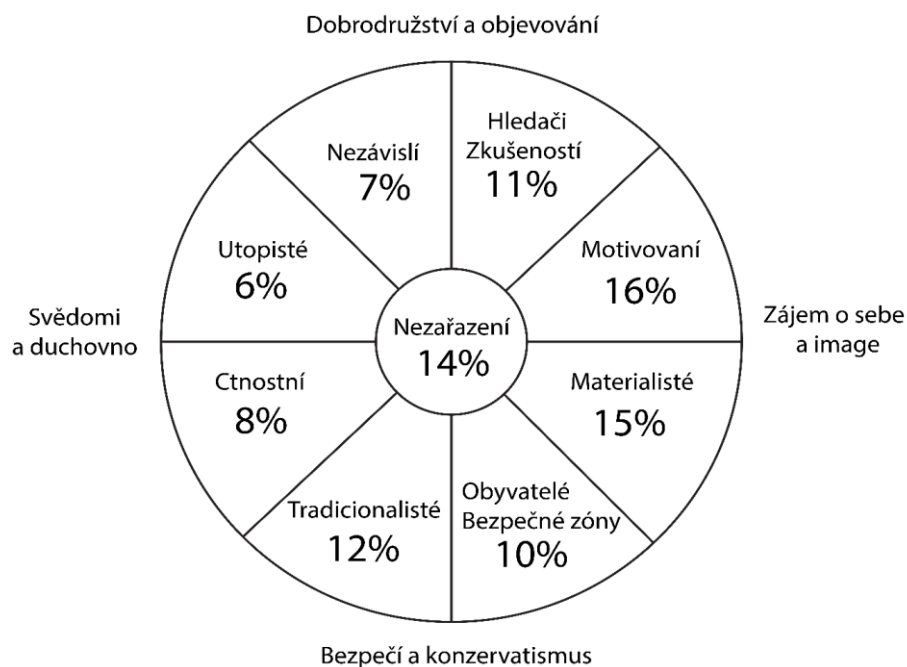 Dobrodružství a objevování
Hledači
Zkušeností
11%
Nezávislí
7%
Utopisté
6%
Motivovaní
16%
Svědomi
a duchovno
Nezařazení
14%
Zájem o sebe
a image
Ctnostní
8%
Materialisté
15%
Tradicionalisté
12%
Obyvatelé
Bezpečné zóny
10%
Bezpečí a konzervatismus